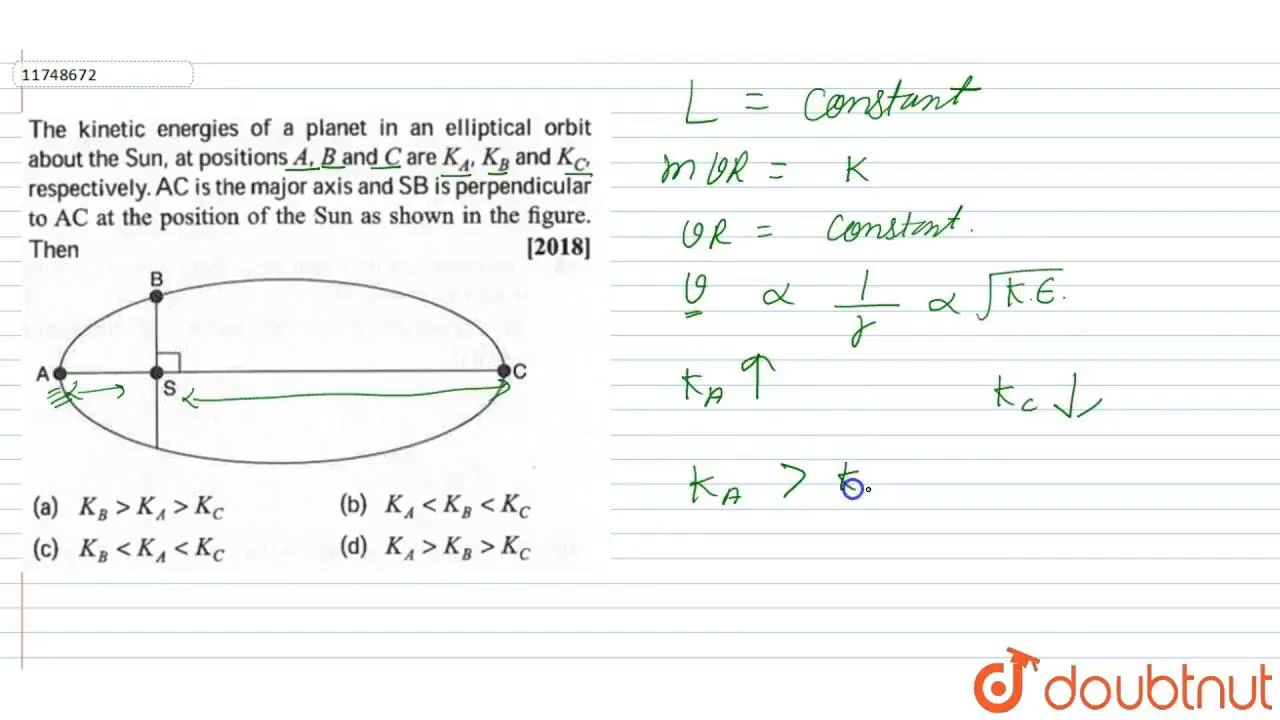 11748672
The kinetic energies of a planet in an elliptical orbit
about the Sun, at positions A, B and C are K_A, K_B and K_C,
respectively. AC is the major axis and SB is perpendicular
to AC at the position of the Sun as shown in the figure.
Then [2018]
B
A
S
C
(a) K_B > K_A > K_C
(b) K_A < K_B < K_C
(c) K_B < K_A < K_C
(d) K_A > K_B > K_C
L = Constant
m v R = K
v R = Constant.
v ∝ 1/r ∝ √K.E.
K_A ↑ K_C ↓
K_A > K
doubtnut